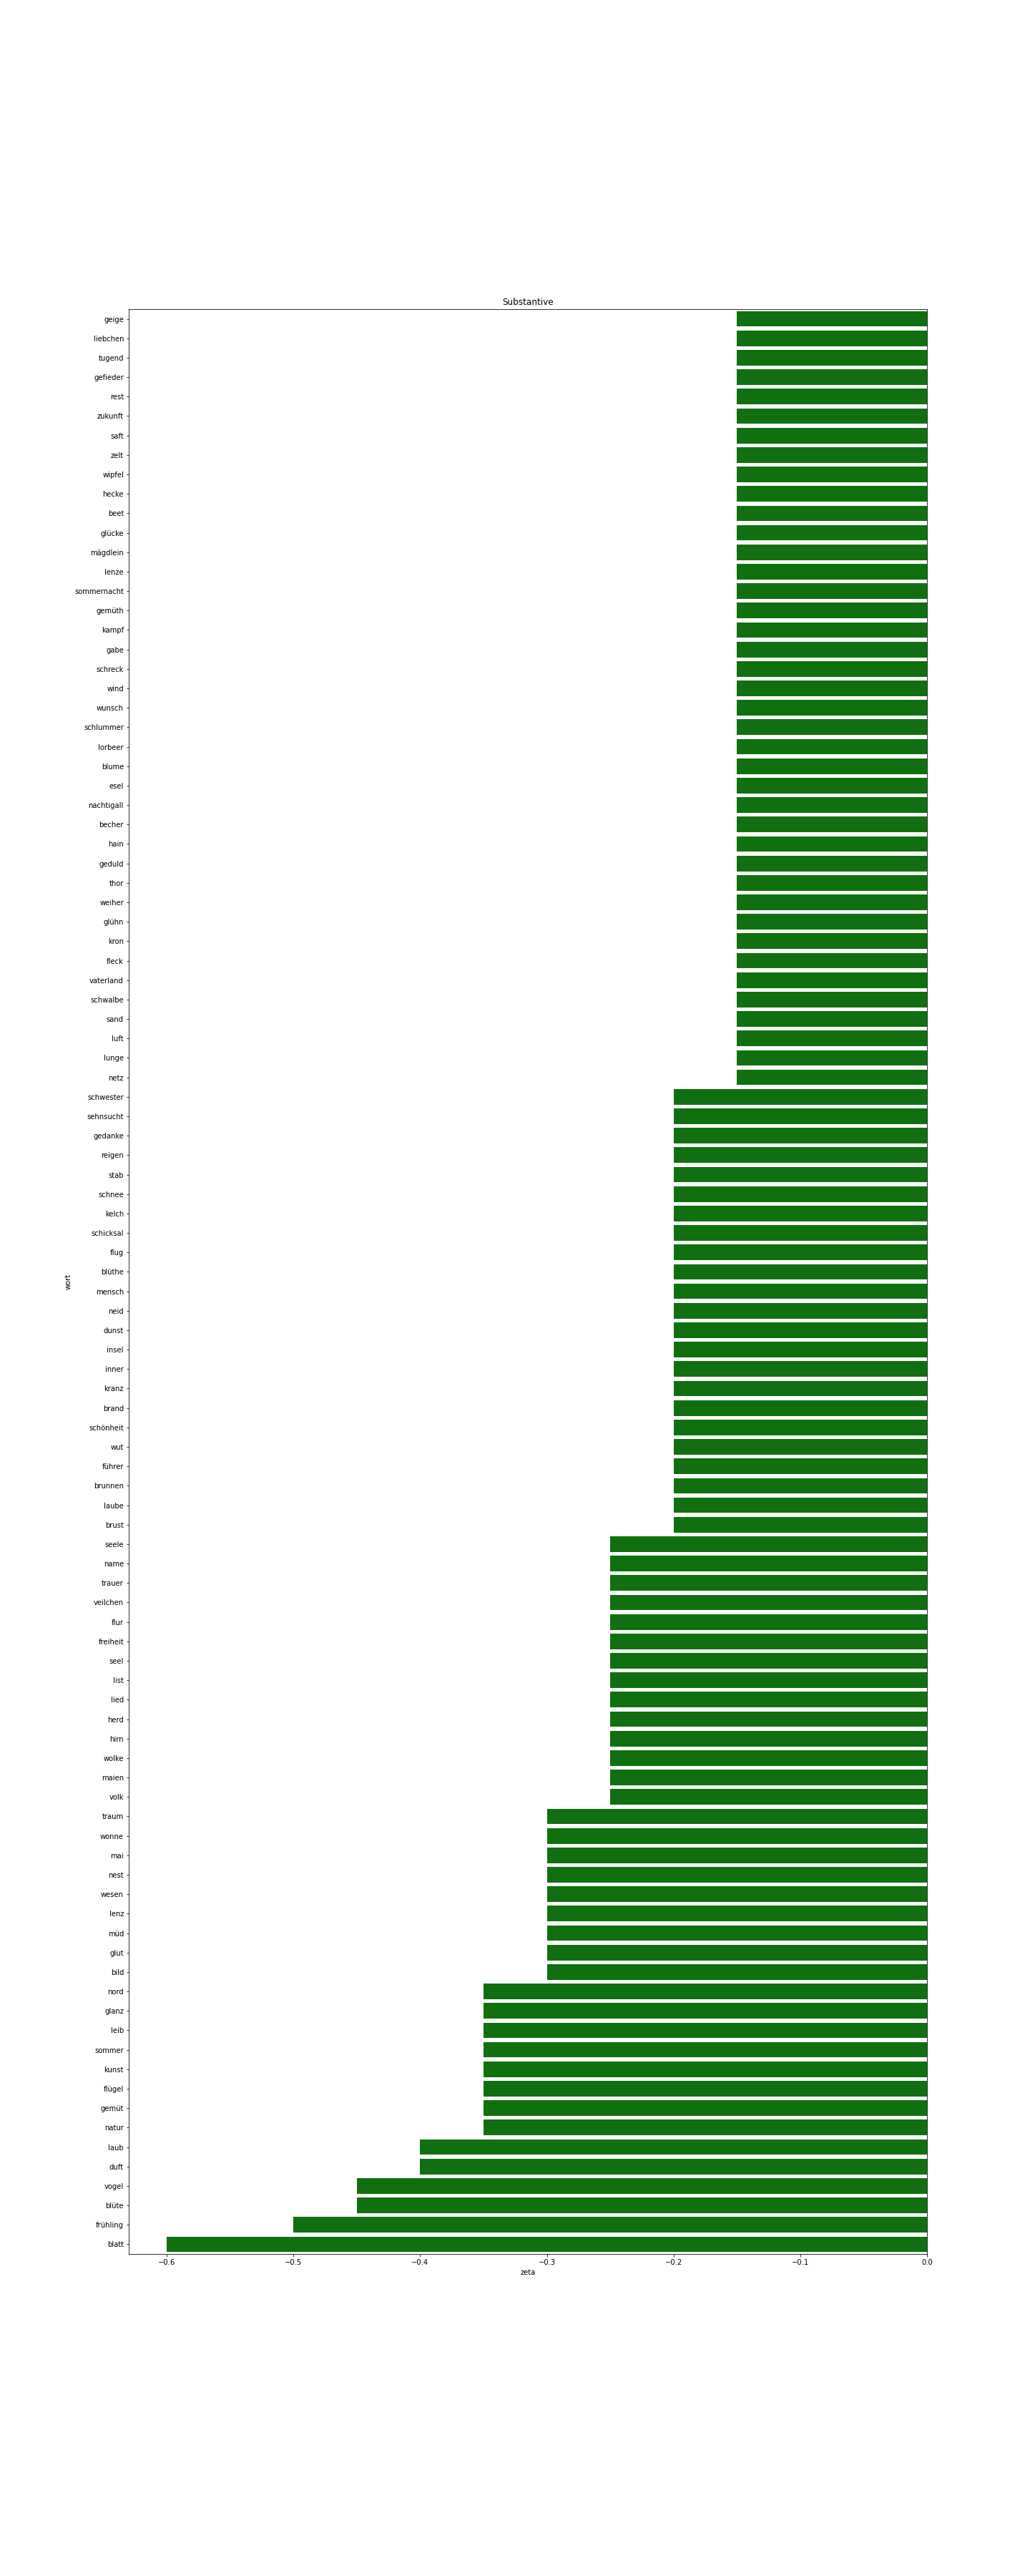 Substantive
geige
liebchen
tugend
gefieder
rest
zukunft
saft
zelt
wipfel
hecke
beet
glücke
mägdlein
lenze
sommernacht
gemüth
kampf
gabe
schreck
wind
wunsch
schlummer
lorbeer
blume
esel
nachtigall
becher
hain
geduld
thor
weiher
glühn
kron
fleck
vaterland
schwalbe
sand
luft
lunge
netz
schwester
sehnsucht
gedanke
reigen
stab
schnee
kelch
schicksal
flug
blüthe
wort
mensch
neid
dunst
insel
inner
kranz
brand
schönheit
wut
führer
brunnen
laube
brust
seele
name
trauer
veilchen
flur
freiheit
seel
list
lied
herd
hirn
wolke
maien
volk
traum
wonne
mai
nest
wesen
lenz
müd
glut
bild
nord
glanz
leib
sommer
kunst
flügel
gemüt
natur
laub
duft
vogel
blüte
frühling
blatt
−0.6 −0.5 −0.4 −0.3 −0.2 −0.1 0.0
zeta